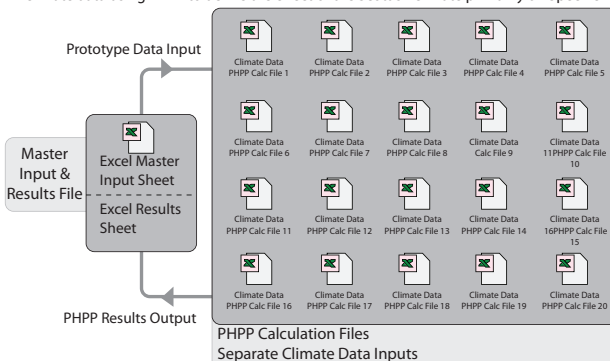 Prototype Data Input
Climate Data
PHPP Calc File 1
Climate Data
PHPP Calc File 2
Climate Data
PHPP Calc File 3
Climate Data
PHPP Calc File 4
Climate Data
PHPP Calc File 5
Climate Data
PHPP Calc File 6
Climate Data
PHPP Calc File 7
Climate Data
PHPP Calc File 8
Climate Data
Calc File 9
Climate Data
11PHPP Calc File
10
Master
Input &
Results File
Excel Master
Input Sheet
Excel Results
Sheet
Climate Data
PHPP Calc File 11
Climate Data
PHPP Calc File 12
Climate Data
PHPP Calc File 13
Climate Data
PHPP Calc File 14
Climate Data
16PHPP Calc File
15
Climate Data
PHPP Calc File 16
Climate Data
PHPP Calc File 17
Climate Data
PHPP Calc File 18
Climate Data
PHPP Calc File 19
Climate Data
PHPP Calc File 20
PHPP Results Output
PHPP Calculation Files
Separate Climate Data Inputs